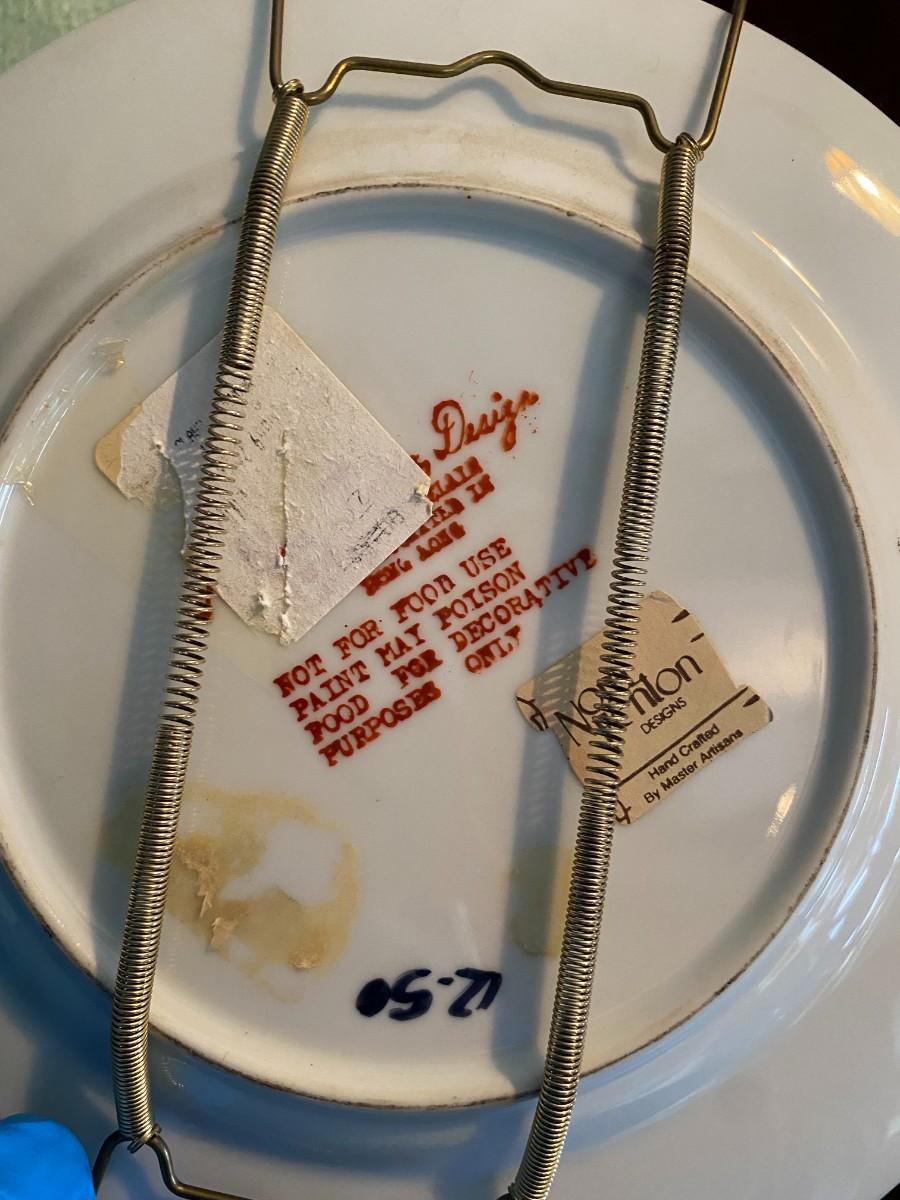 Design
HONG KONG
NOT FOR FOOD USE
PAINT MAY POISON
FOOD FOR DECORATIVE
PURPOSES ONLY
DESIGNS
Hand Crafted
By Master Artisans
12.50